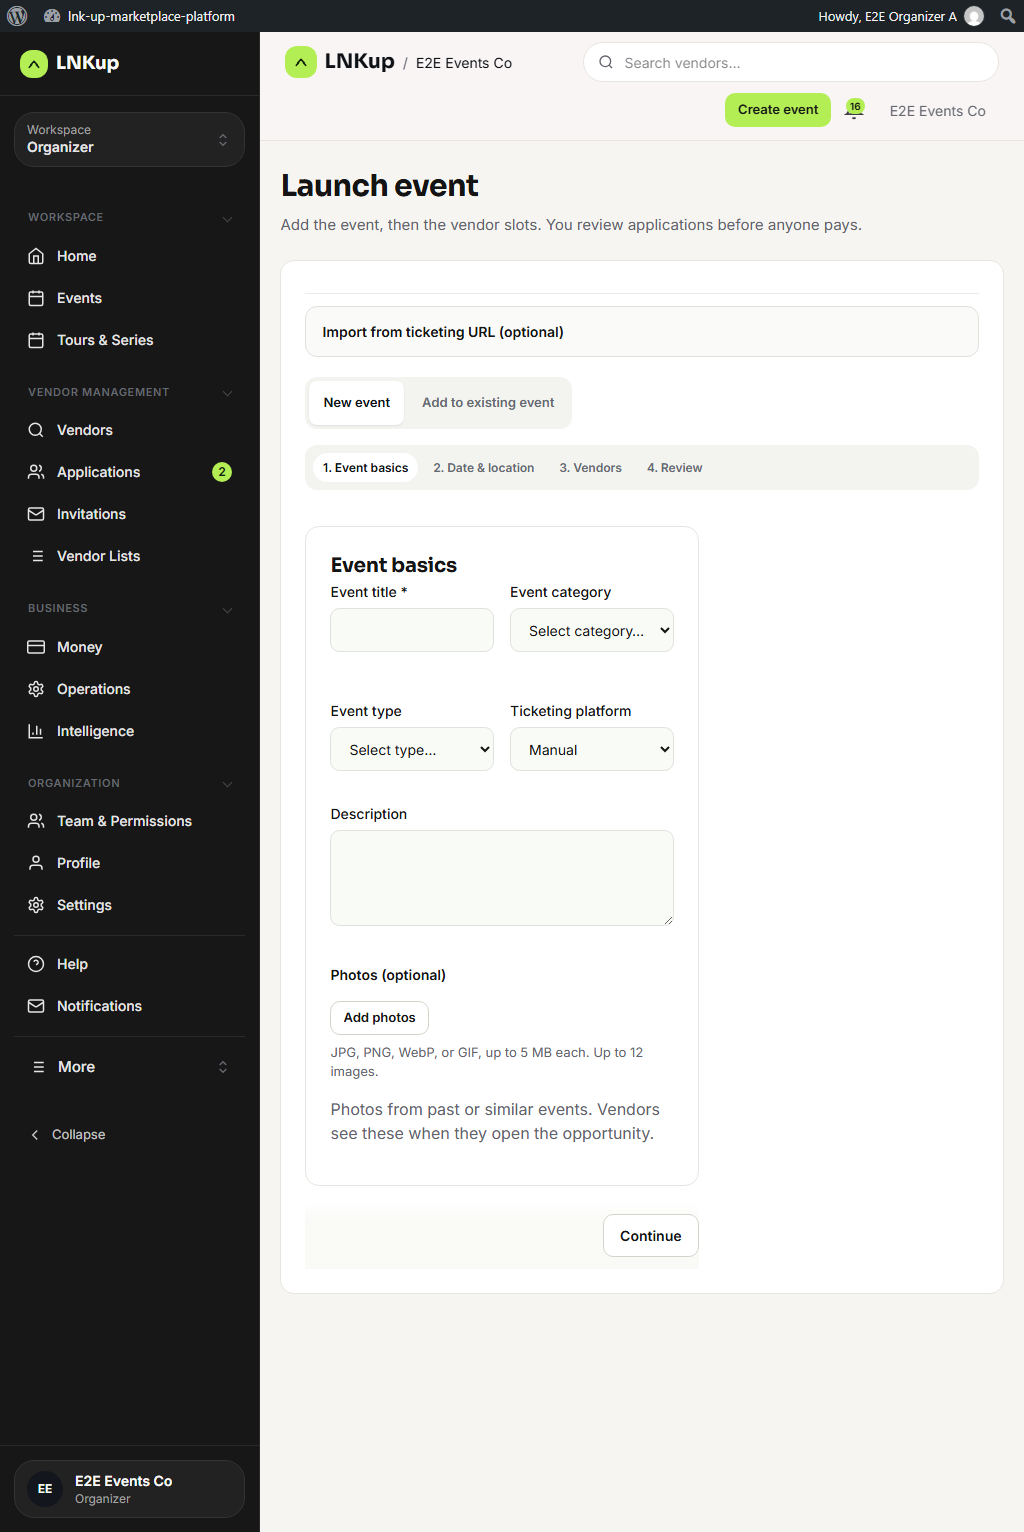 lnk-up-marketplace-platform
Howdy, E2E Organizer A
LNKup
Workspace
Organizer
WORKSPACE
Home
Events
Tours & Series
VENDOR MANAGEMENT
Vendors
Applications 2
Invitations
Vendor Lists
BUSINESS
Money
Operations
Intelligence
ORGANIZATION
Team & Permissions
Profile
Settings
Help
Notifications
More
Collapse
EE
E2E Events Co
Organizer
LNKup / E2E Events Co
Search vendors...
Create event
16
E2E Events Co
Launch event
Add the event, then the vendor slots. You review applications before anyone pays.
Import from ticketing URL (optional)
New event
Add to existing event
1. Event basics
2. Date & location
3. Vendors
4. Review
Event basics
Event title *
Event category
Select category...
Event type
Ticketing platform
Select type...
Manual
Description
Photos (optional)
Add photos
JPG, PNG, WebP, or GIF, up to 5 MB each. Up to 12
images.
Photos from past or similar events. Vendors
see these when they open the opportunity.
Continue